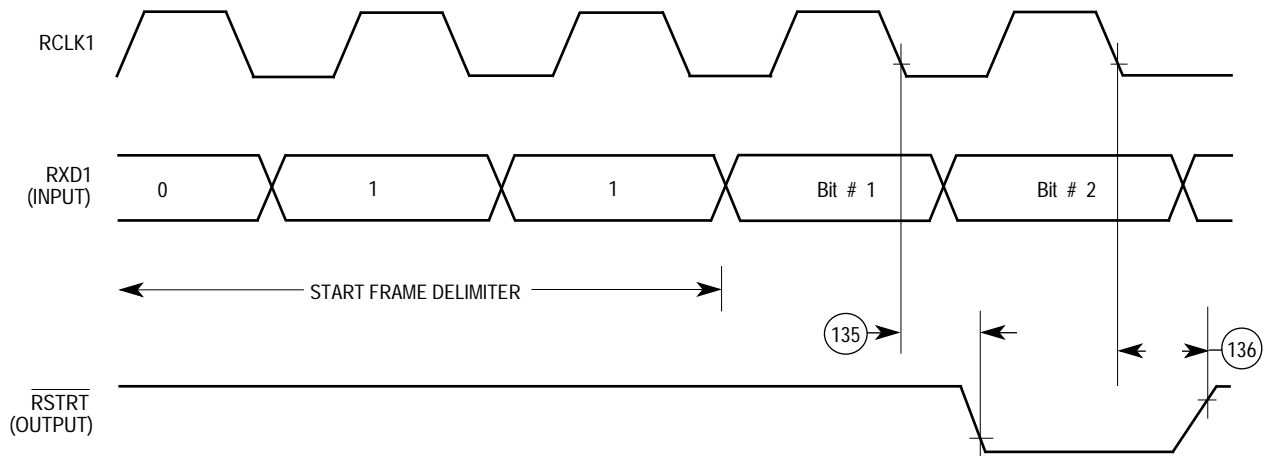 RCLK1
RXD1
(INPUT)
0 1 1 Bit # 1 Bit # 2
START FRAME DELIMITER
135
136
RSTRT
(OUTPUT)